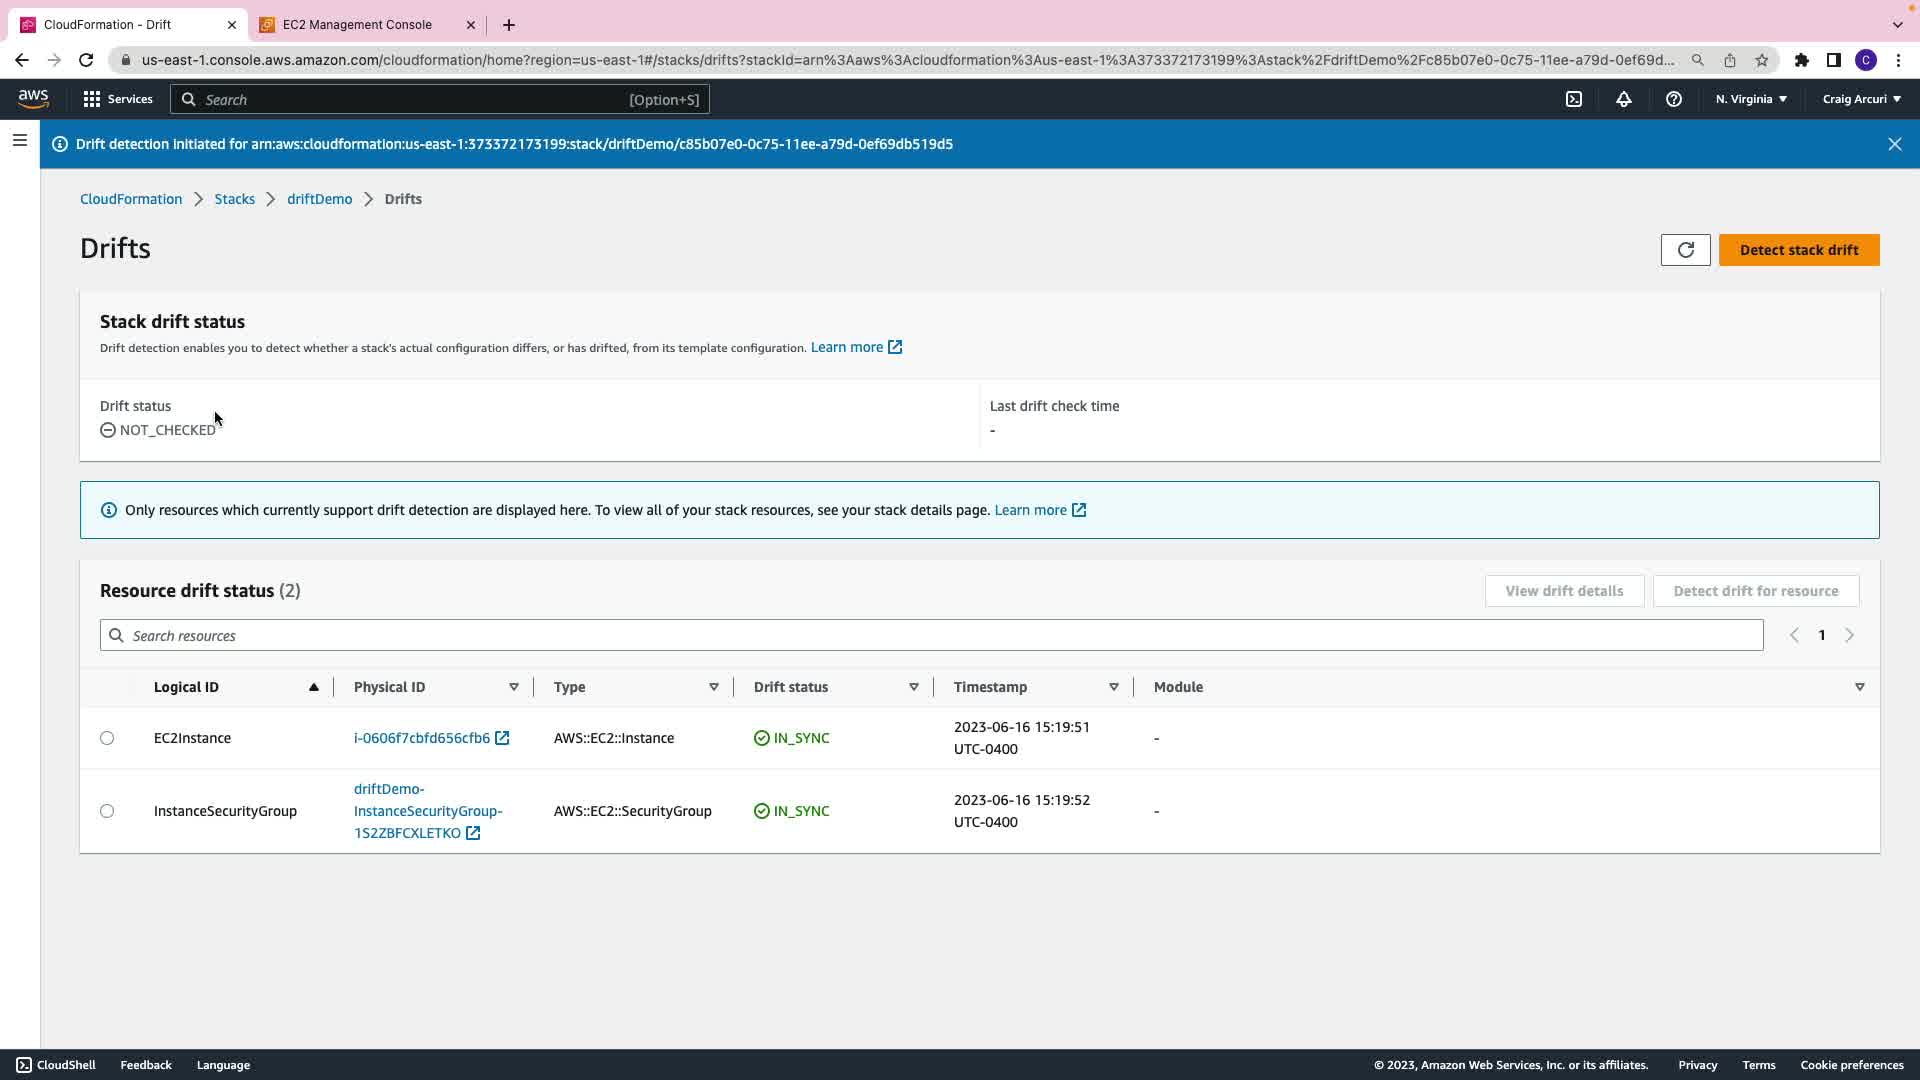 CloudFormation - Drift
EC2 Management Console
us-east-1.console.aws.amazon.com/cloudformation/home?region=us-east-1#/stacks/drifts?stackId=arn%3Aaws%3Acloudformation%3Aus-east-1%3A373372173199%3Astack%2FdriftDemo%2Fc85b07e0-0c75-11ee-a79d-0ef69d...
C
aws
Services
Search
[Option+S]
N. Virginia
Craig Arcuri
Drift detection initiated for arn:aws:cloudformation:us-east-1:373372173199:stack/driftDemo/c85b07e0-0c75-11ee-a79d-0ef69db519d5
CloudFormation
Stacks
driftDemo
Drifts
Drifts
Detect stack drift
Stack drift status
Drift detection enables you to detect whether a stack's actual configuration differs, or has drifted, from its template configuration. Learn more
Drift status
NOT_CHECKED
Last drift check time
-
Only resources which currently support drift detection are displayed here. To view all of your stack resources, see your stack details page. Learn more
Resource drift status (2)
View drift details
Detect drift for resource
Search resources
1
Logical ID
Physical ID
Type
Drift status
Timestamp
Module
EC2Instance
i-0606f7cbfd656cfb6
AWS::EC2::Instance
IN_SYNC
2023-06-16 15:19:51
UTC-0400
-
InstanceSecurityGroup
driftDemo-
InstanceSecurityGroup-
1S2ZBFCXLETKO
AWS::EC2::SecurityGroup
IN_SYNC
2023-06-16 15:19:52
UTC-0400
-
CloudShell
Feedback
Language
© 2023, Amazon Web Services, Inc. or its affiliates.
Privacy
Terms
Cookie preferences